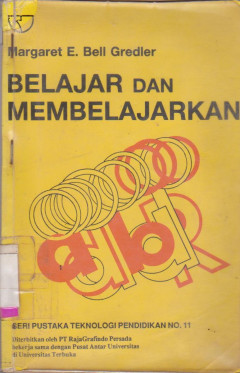 Margaret E. Bell Gredler
BELAJAR DAN
MEMBELAJARKAN
SERI PUSTAKA TEKNOLOGI PENDIDIKAN NO. 11
Diterbitkan oleh PT RajaGrafindo Persada
bekerja sama dengan Pusat Antar Universitas
di Universitas Terbuka